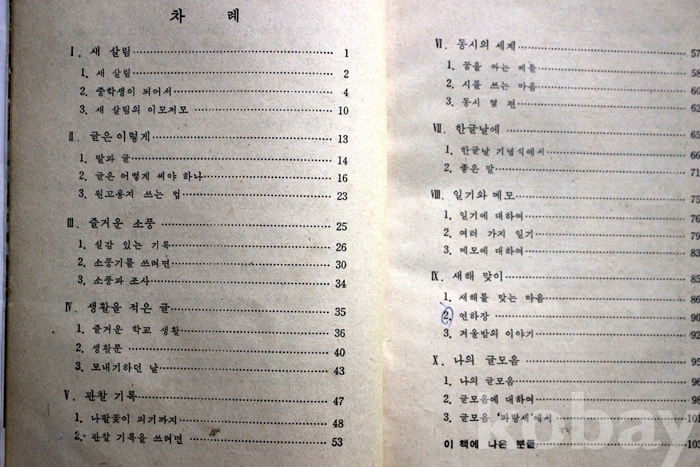 차 례
Ⅰ. 새 살림 1
1. 새 살림 2
2. 중학생이 되어서 4
3. 새 살림의 이모저모 10
Ⅱ. 글은 이렇게 13
1. 말과 글 14
2. 글은 어떻게 써야 하나 16
3. 원고용지 쓰는 법 23
Ⅲ. 즐거운 소풍 25
1. 실감 있는 기록 26
2. 소풍기를 쓰려면 30
3. 소풍과 조사 34
Ⅳ. 생활을 적은 글 35
1. 즐거운 학교 생활 36
2. 생활문 40
3. 모내기하던 날 43
Ⅴ. 관찰 기록 47
1. 나팔꽃이 피기까지 48
2. 관찰 기록을 쓰려면 53
Ⅵ. 동시의 세계 57
1. 꿈을 짜는 베틀 58
2. 시를 쓰는 마음 60
3. 동시 몇 편 62
Ⅶ. 한글날에 65
1. 한글날 기념식에서 66
2. 좋은 말 71
Ⅷ. 일기와 메모 75
1. 일기에 대하여 76
2. 여러 가지 일기 79
3. 메모에 대하여 83
Ⅸ. 새해 맞이 85
1. 새해를 맞는 마음 86
2. 연하장 90
3. 겨울밤의 이야기 92
Ⅹ. 나의 글모음 95
1. 나의 글모음 96
2. 글모음에 대하여 98
3. 글모음 '파랑새'에서 101
이 책에 나온 분들 103
kobay